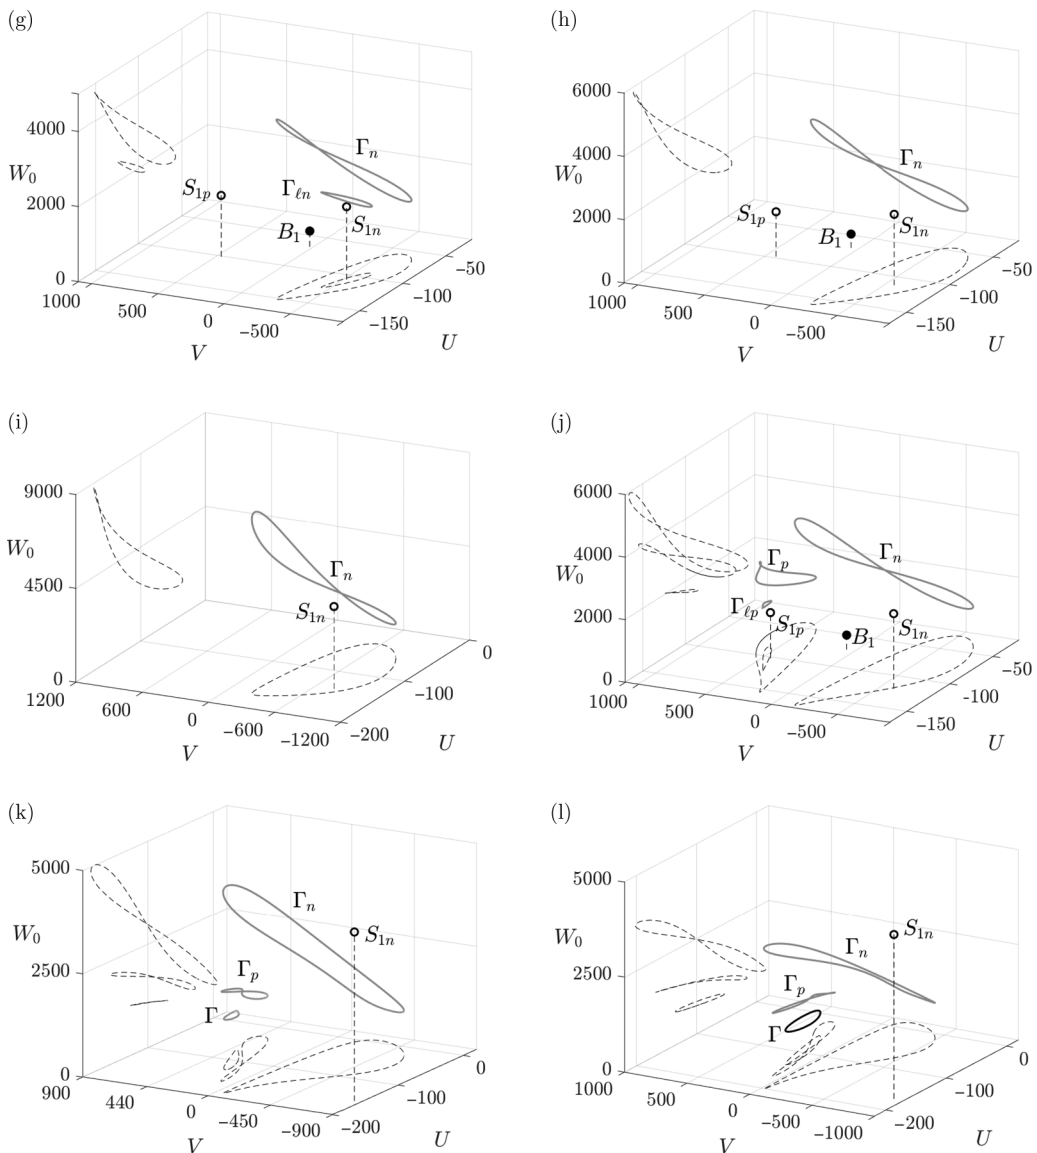 (g)
4000
2000
0
W₀
1000
500
0
−500
V
−150
−100
−50
U
S₁ₚ
Γₙ
Γℓₙ
S₁ₙ
B₁
(h)
6000
4000
2000
0
W₀
1000
500
0
−500
V
−150
−100
−50
U
S₁ₚ
Γₙ
S₁ₙ
B₁
(i)
9000
4500
0
W₀
1200
600
0
−600
−1200
V
−200
−100
0
U
Γₙ
S₁ₙ
(j)
6000
4000
2000
0
W₀
1000
500
0
−500
V
−150
−100
−50
U
Γₚ
Γₙ
Γℓₚ
S₁ₚ
S₁ₙ
B₁
(k)
5000
2500
0
W₀
900
440
0
−450
−900
V
−200
−100
0
U
Γₙ
S₁ₙ
Γₚ
Γ
(l)
5000
2500
0
W₀
1000
500
0
−500
−1000
V
−200
−100
0
U
Γₙ
S₁ₙ
Γₚ
Γ